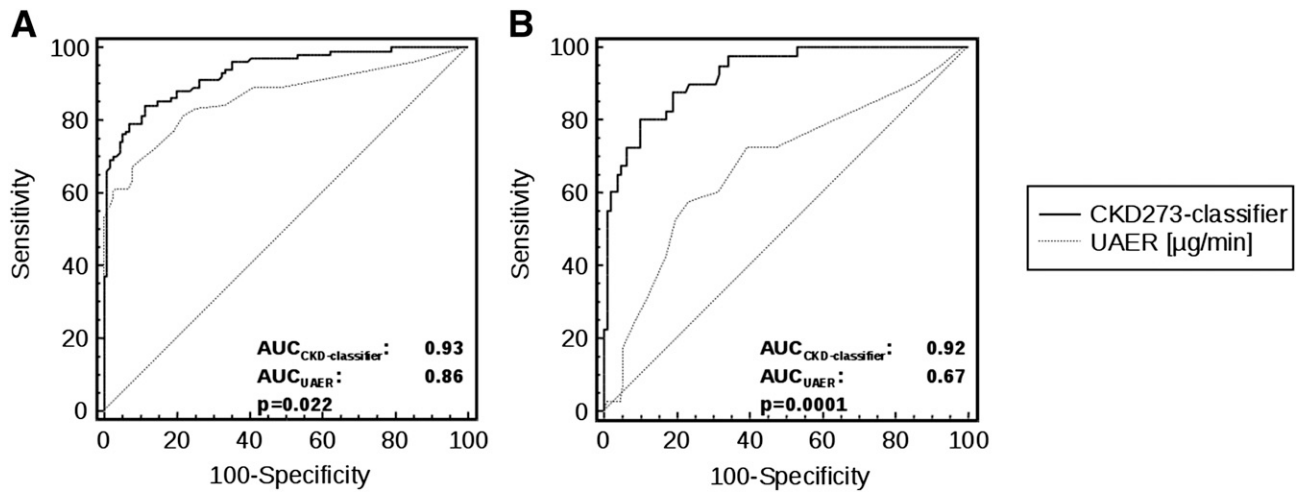 A
B
100
80
60
40
20
0
Sensitivity
0 20 40 60 80 100
100-Specificity
AUCCKD-classifier: 0.93
AUCUAER: 0.86
p=0.022
100
80
60
40
20
0
Sensitivity
0 20 40 60 80 100
100-Specificity
AUCCKD-classifier: 0.92
AUCUAER: 0.67
p=0.0001
CKD273-classifier
UAER [µg/min]